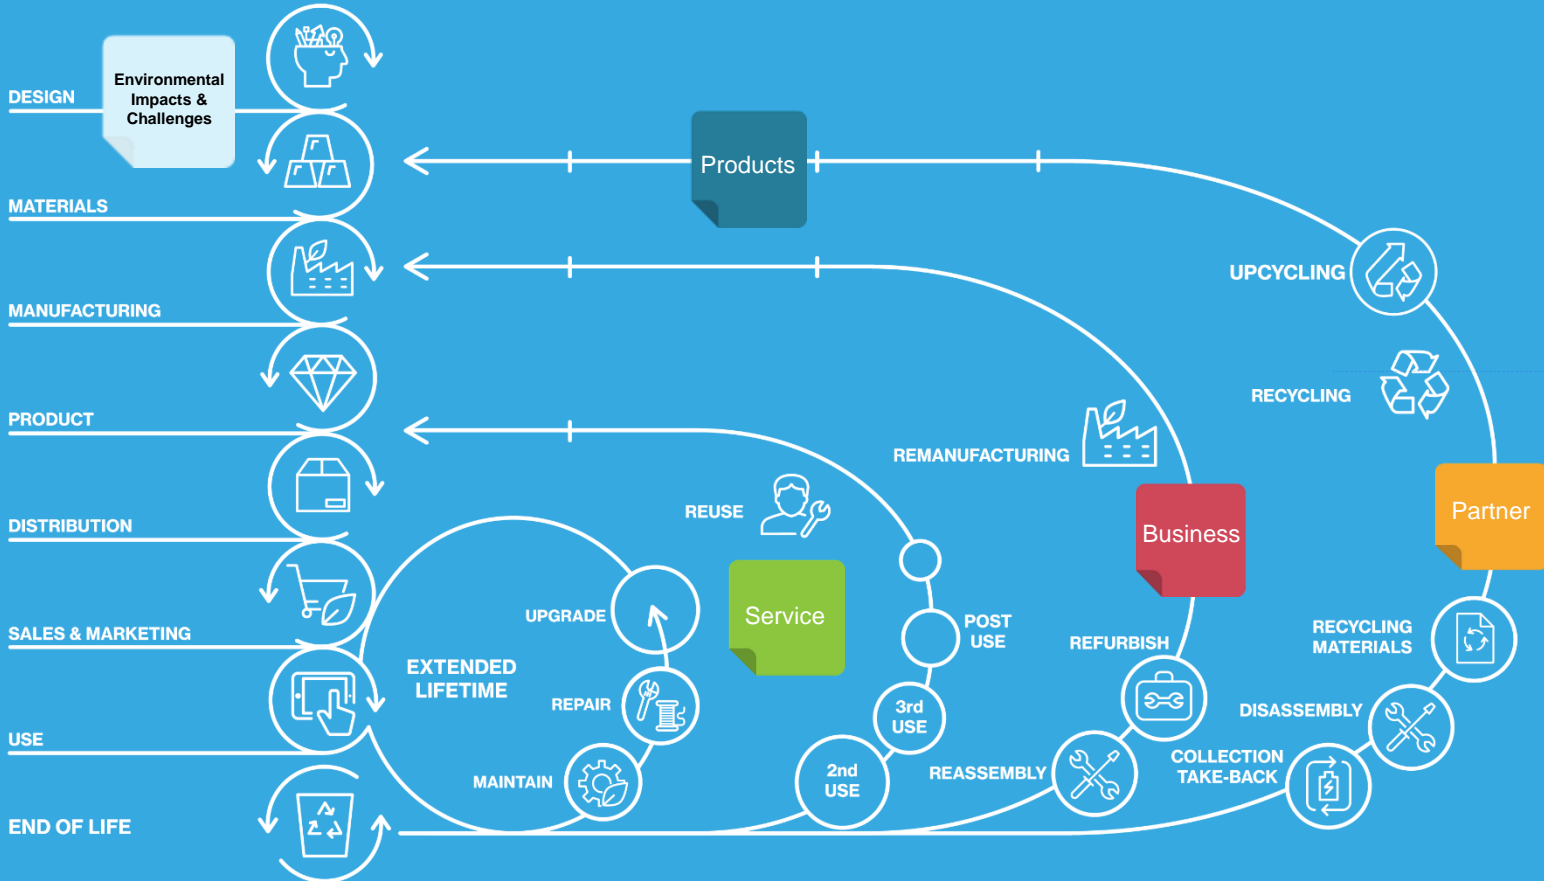 DESIGN
Environmental
Impacts &
Challenges
MATERIALS
MANUFACTURING
PRODUCT
DISTRIBUTION
SALES & MARKETING
USE
END OF LIFE
Products
UPCYCLING
RECYCLING
REMANUFACTURING
REUSE
Business
Partner
Service
UPGRADE
EXTENDED
LIFETIME
REPAIR
MAINTAIN
POST
USE
3rd
USE
2nd
USE
REFURBISH
REASSEMBLY
RECYCLING
MATERIALS
DISASSEMBLY
COLLECTION
TAKE-BACK